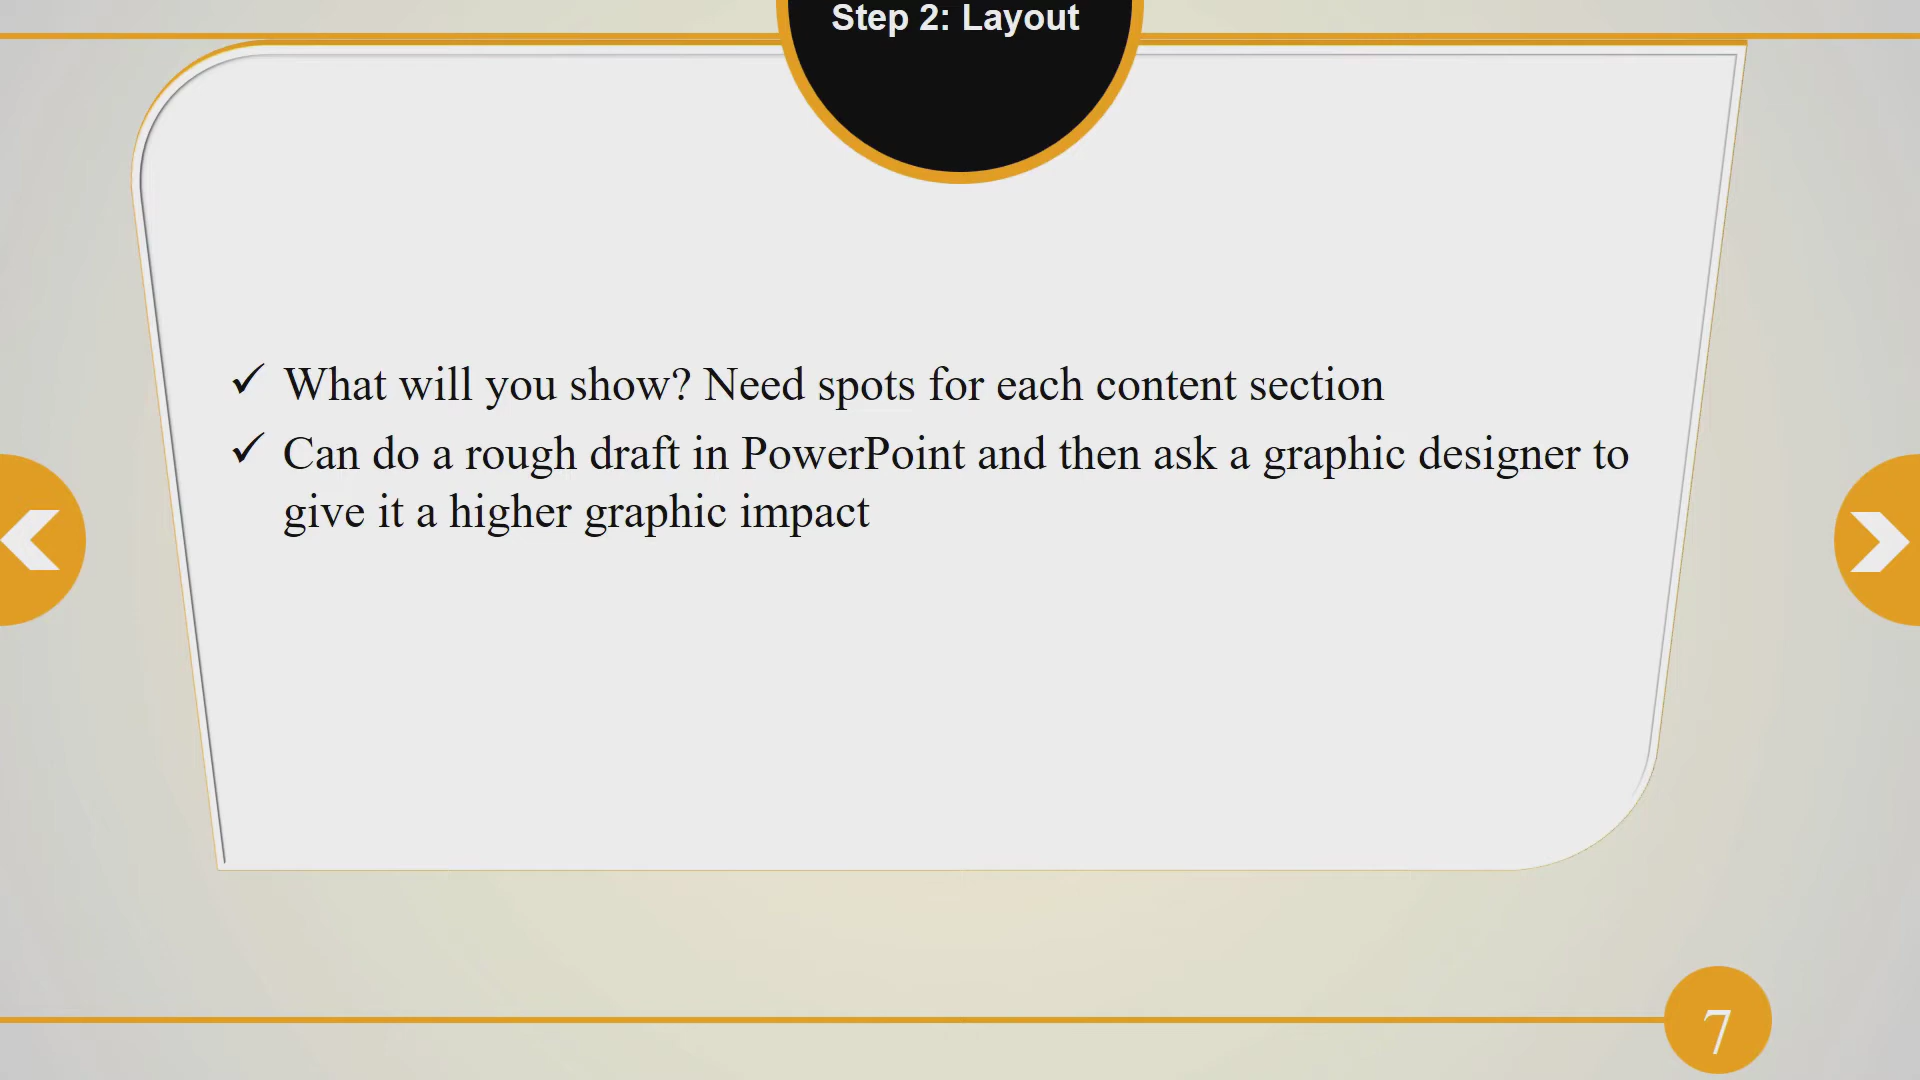 Step 2: Layout
✓ What will you show? Need spots for each content section
✓ Can do a rough draft in PowerPoint and then ask a graphic designer to
give it a higher graphic impact
7